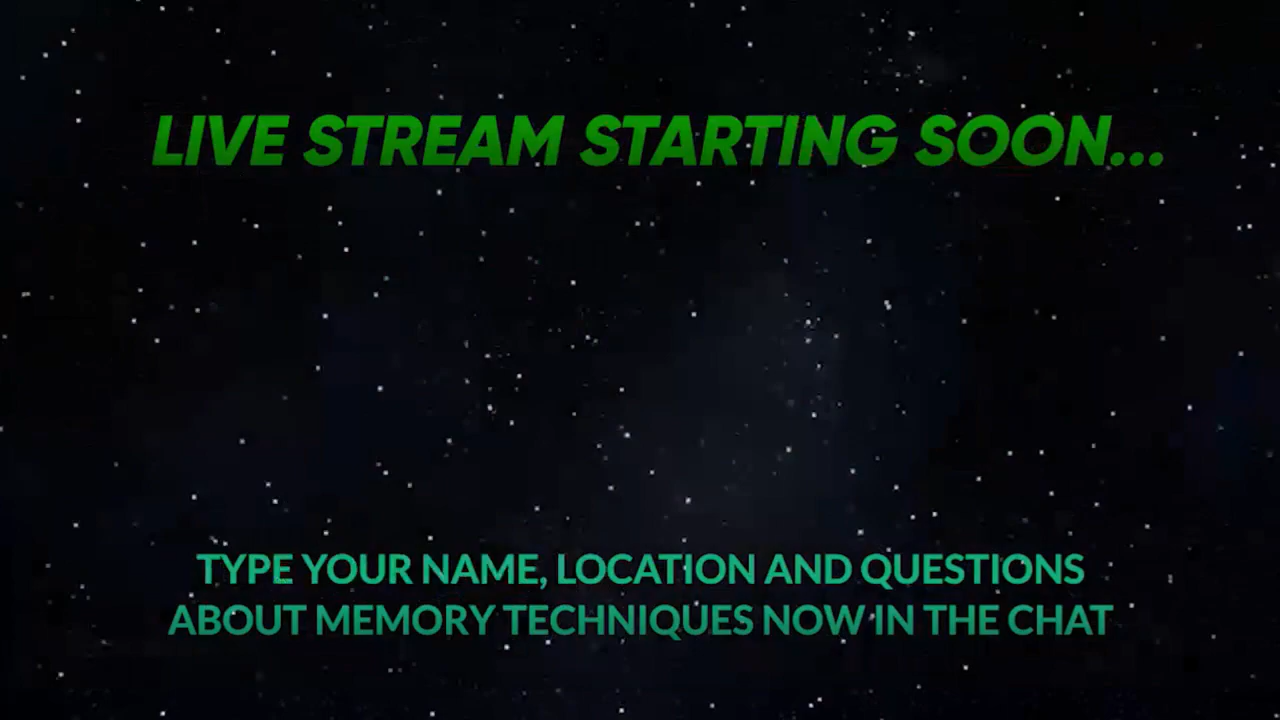 LIVE STREAM STARTING SOON...
TYPE YOUR NAME, LOCATION AND QUESTIONS
ABOUT MEMORY TECHNIQUES NOW IN THE CHAT